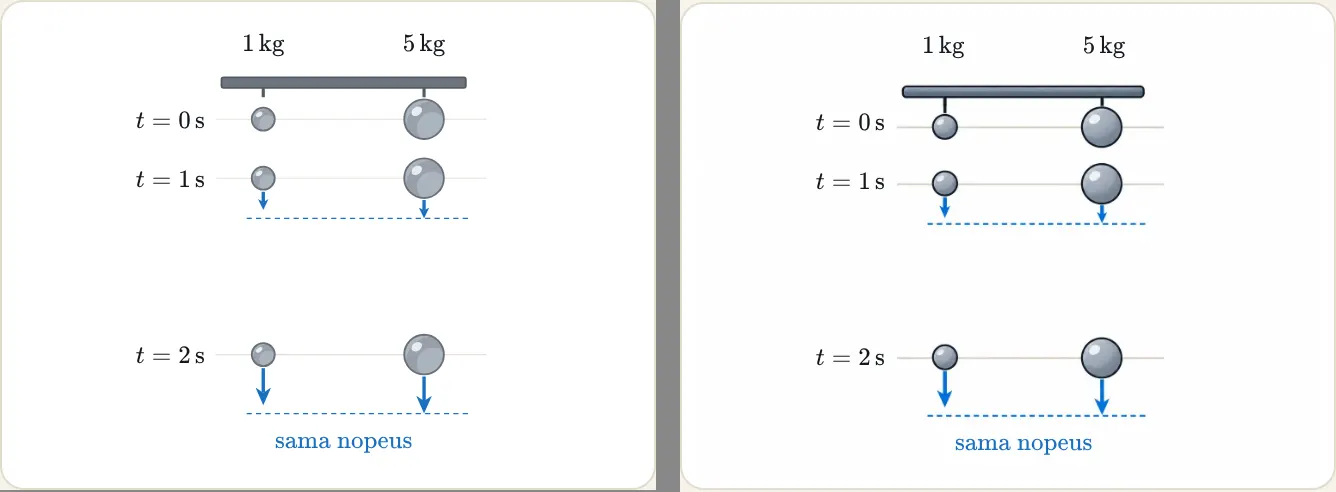 1 kg 5 kg
t = 0 s
t = 1 s
t = 2 s
sama nopeus
1 kg 5 kg
t = 0 s
t = 1 s
t = 2 s
sama nopeus